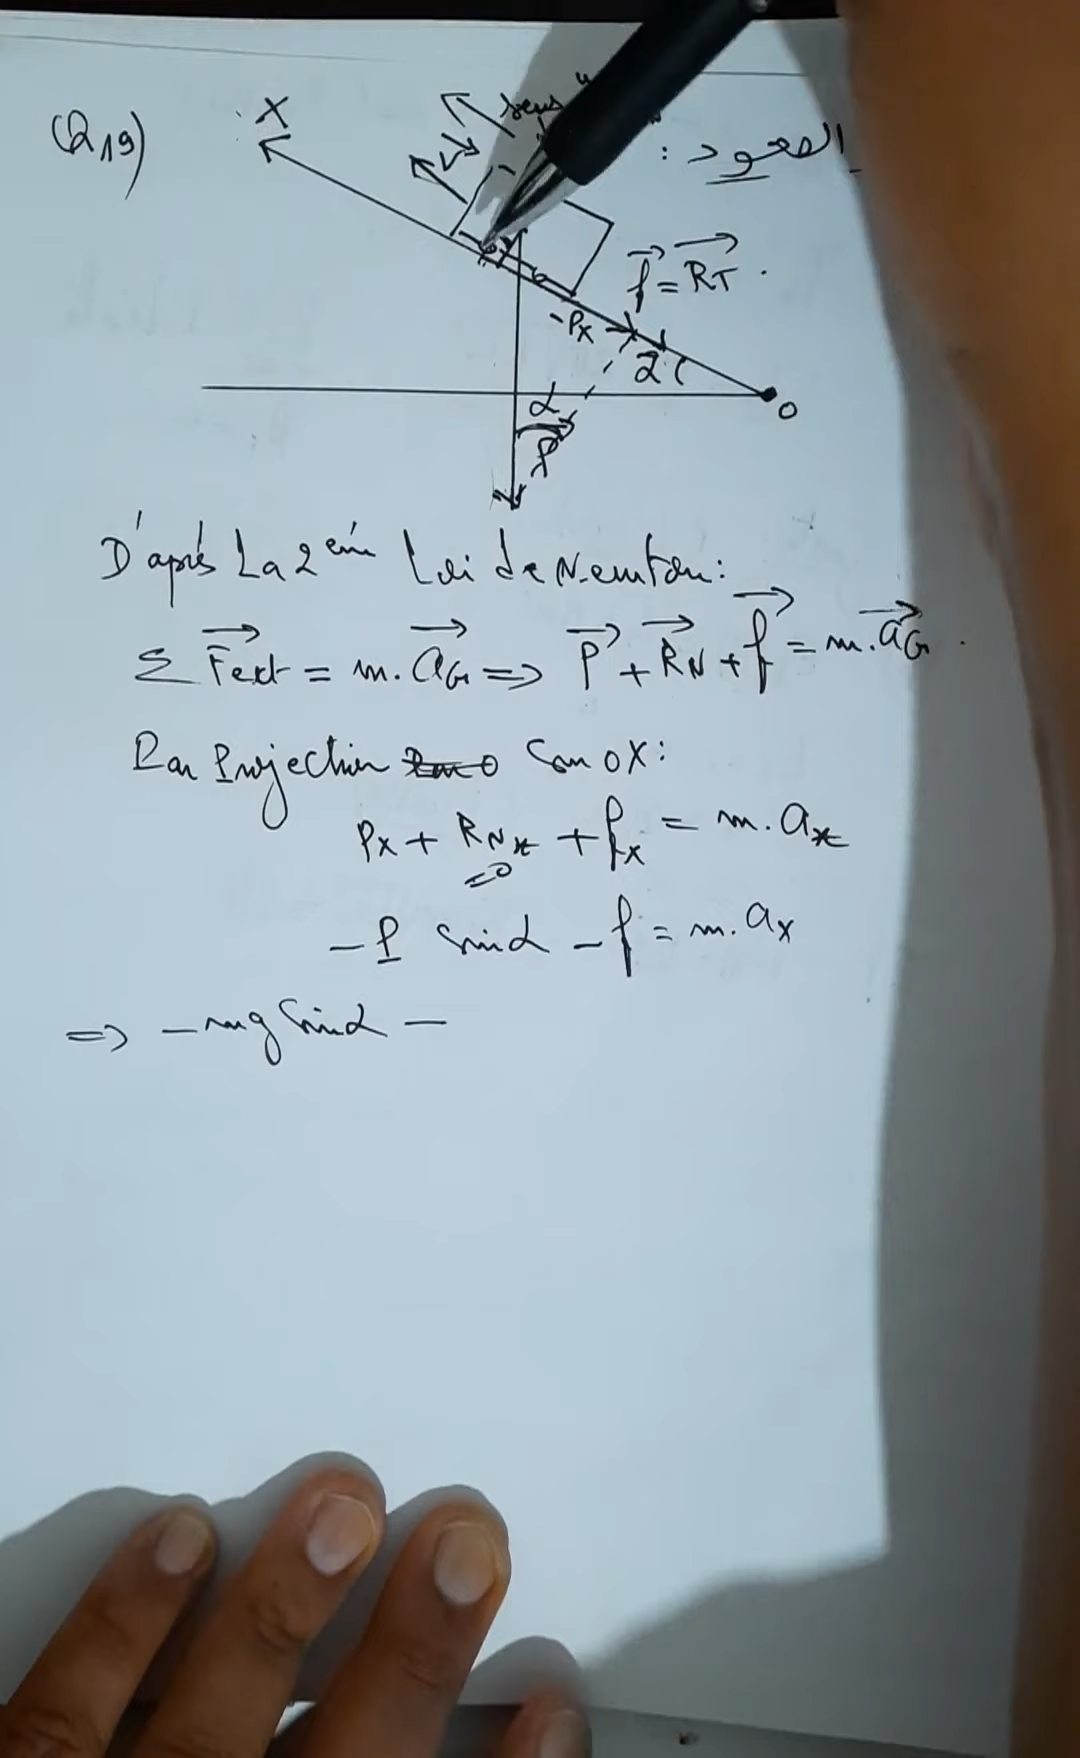 Q19)
X
الصعود :
V
f = RT
-Px
α
α
O
P
D'après La 2ème Loi de Newton:
Σ Fext = m. aG => P + RN + f = m. aG
Par Projection sur OX:
Px + RNx + fx = m. ax
=0
-P sinα - f = m. ax
=> - mg sinα -